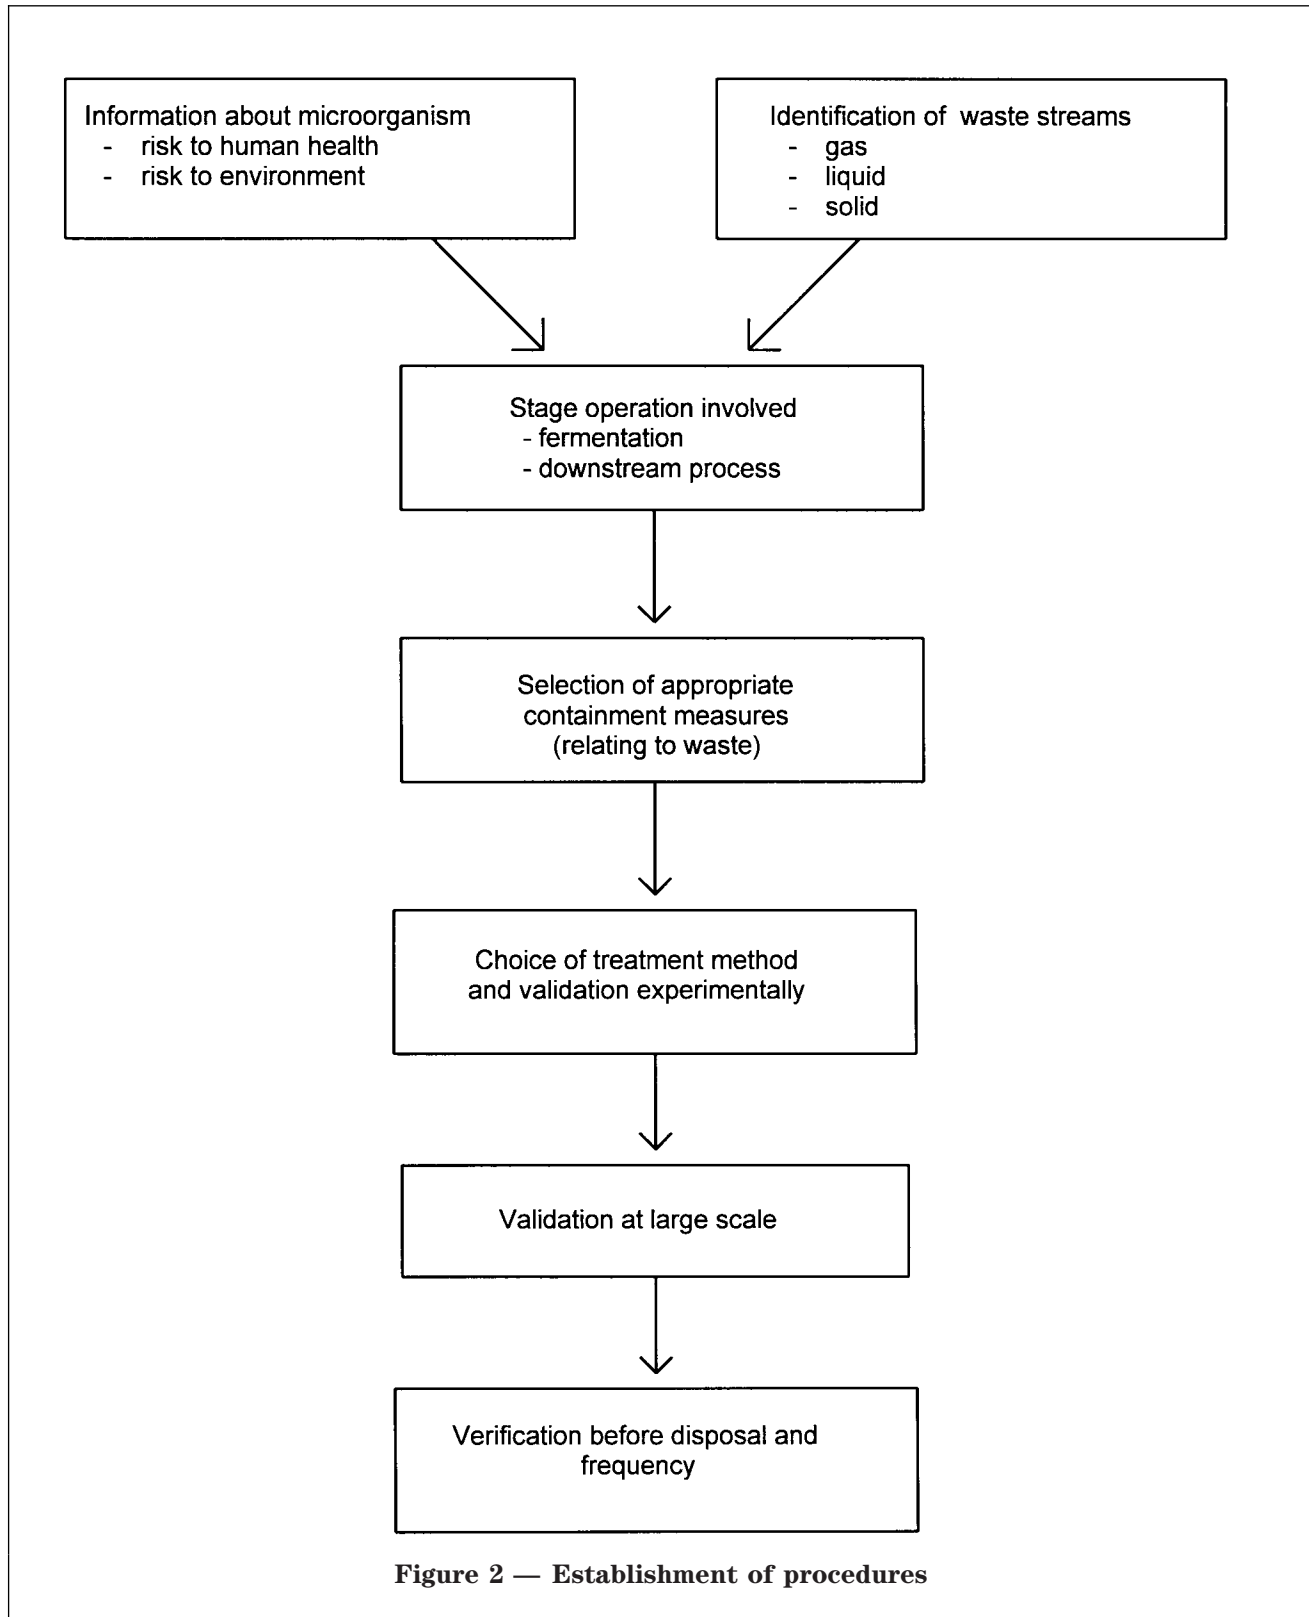 Information about microorganism
- risk to human health
- risk to environment
Identification of waste streams
- gas
- liquid
- solid
Stage operation involved
- fermentation
- downstream process
Selection of appropriate
containment measures
(relating to waste)
Choice of treatment method
and validation experimentally
Validation at large scale
Verification before disposal and
frequency
Figure 2 — Establishment of procedures